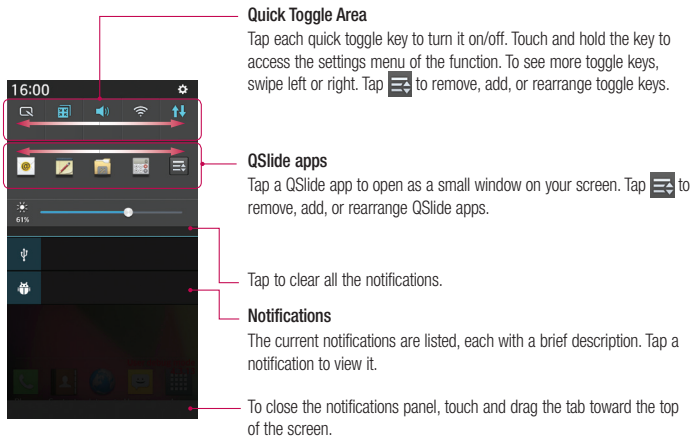 Quick Toggle Area
Tap each quick toggle key to turn it on/off. Touch and hold the key to
access the settings menu of the function. To see more toggle keys,
swipe left or right. Tap to remove, add, or rearrange toggle keys.
16:00
QSlide apps
Tap a QSlide app to open as a small window on your screen. Tap to
remove, add, or rearrange QSlide apps.
61%
Tap to clear all the notifications.
Notifications
The current notifications are listed, each with a brief description. Tap a
notification to view it.
To close the notifications panel, touch and drag the tab toward the top
of the screen.